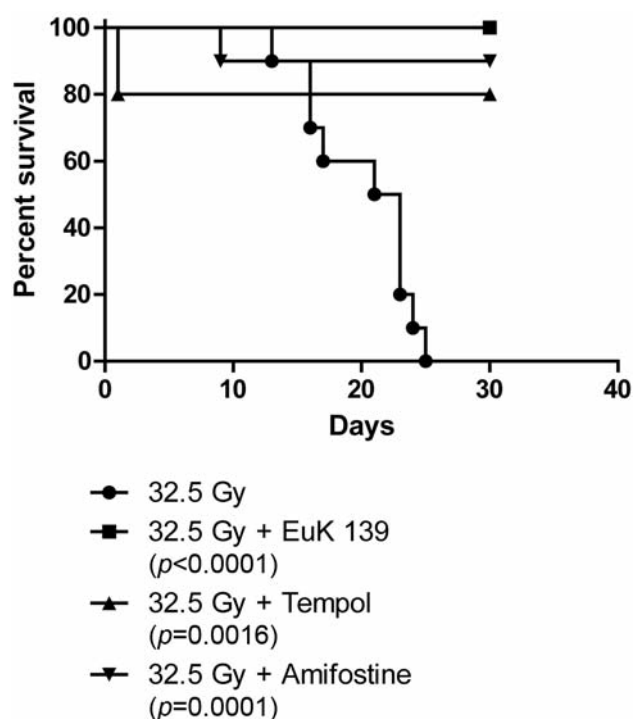 100
80
60
40
20
0
Percent survival
0 10 20 30 40
Days
32.5 Gy
32.5 Gy + EuK 139
(p<0.0001)
32.5 Gy + Tempol
(p=0.0016)
32.5 Gy + Amifostine
(p=0.0001)